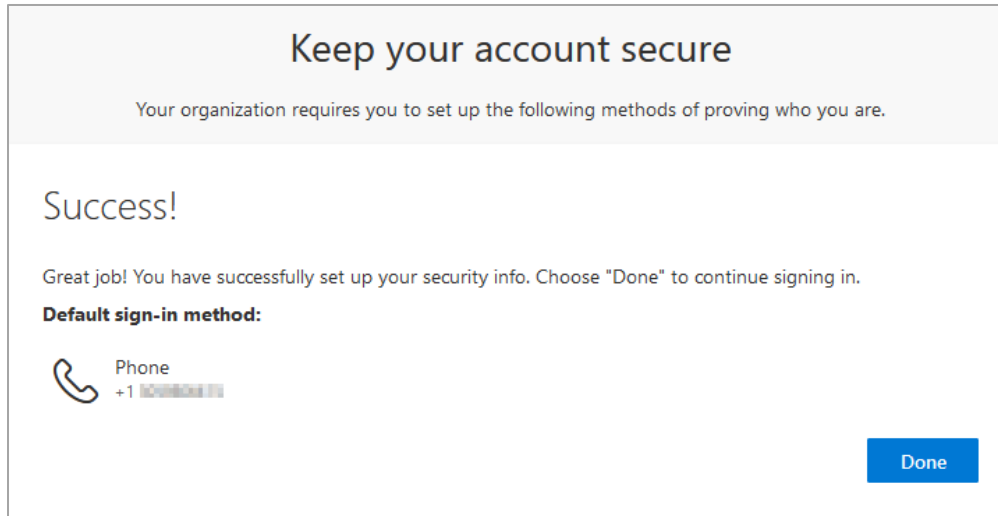 Keep your account secure
Your organization requires you to set up the following methods of proving who you are.
Success!
Great job! You have successfully set up your security info. Choose "Done" to continue signing in.
Default sign-in method:
Phone
+1
Done